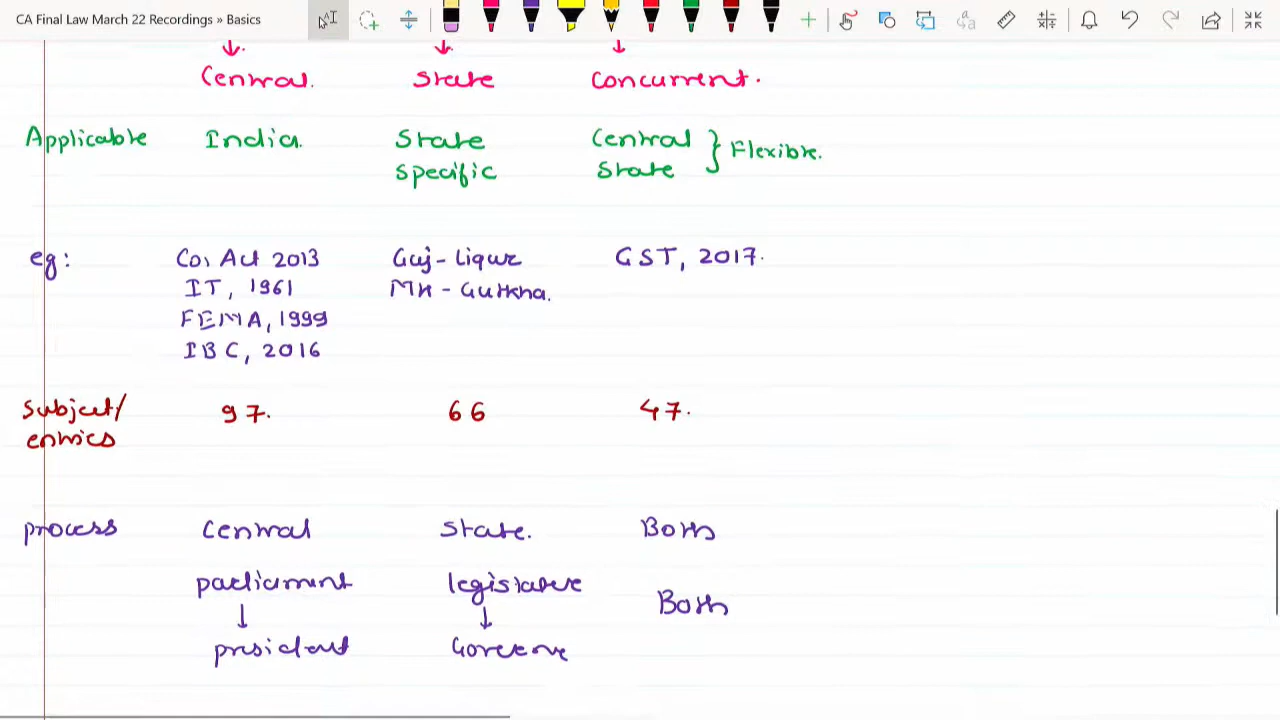 CA Final Law March 22 Recordings » Basics
Central. State Concurrent.
Applicable India. State Central } Flexible.
specific State
eg: Co, Act 2013 Guj-Liqur GST, 2017.
IT, 1961 MH - Gutkha.
FEMA, 1999
IBC, 2016
Subject/ 97. 66 47.
entries
process Central State. Both
parliament legislature Both
president Governor